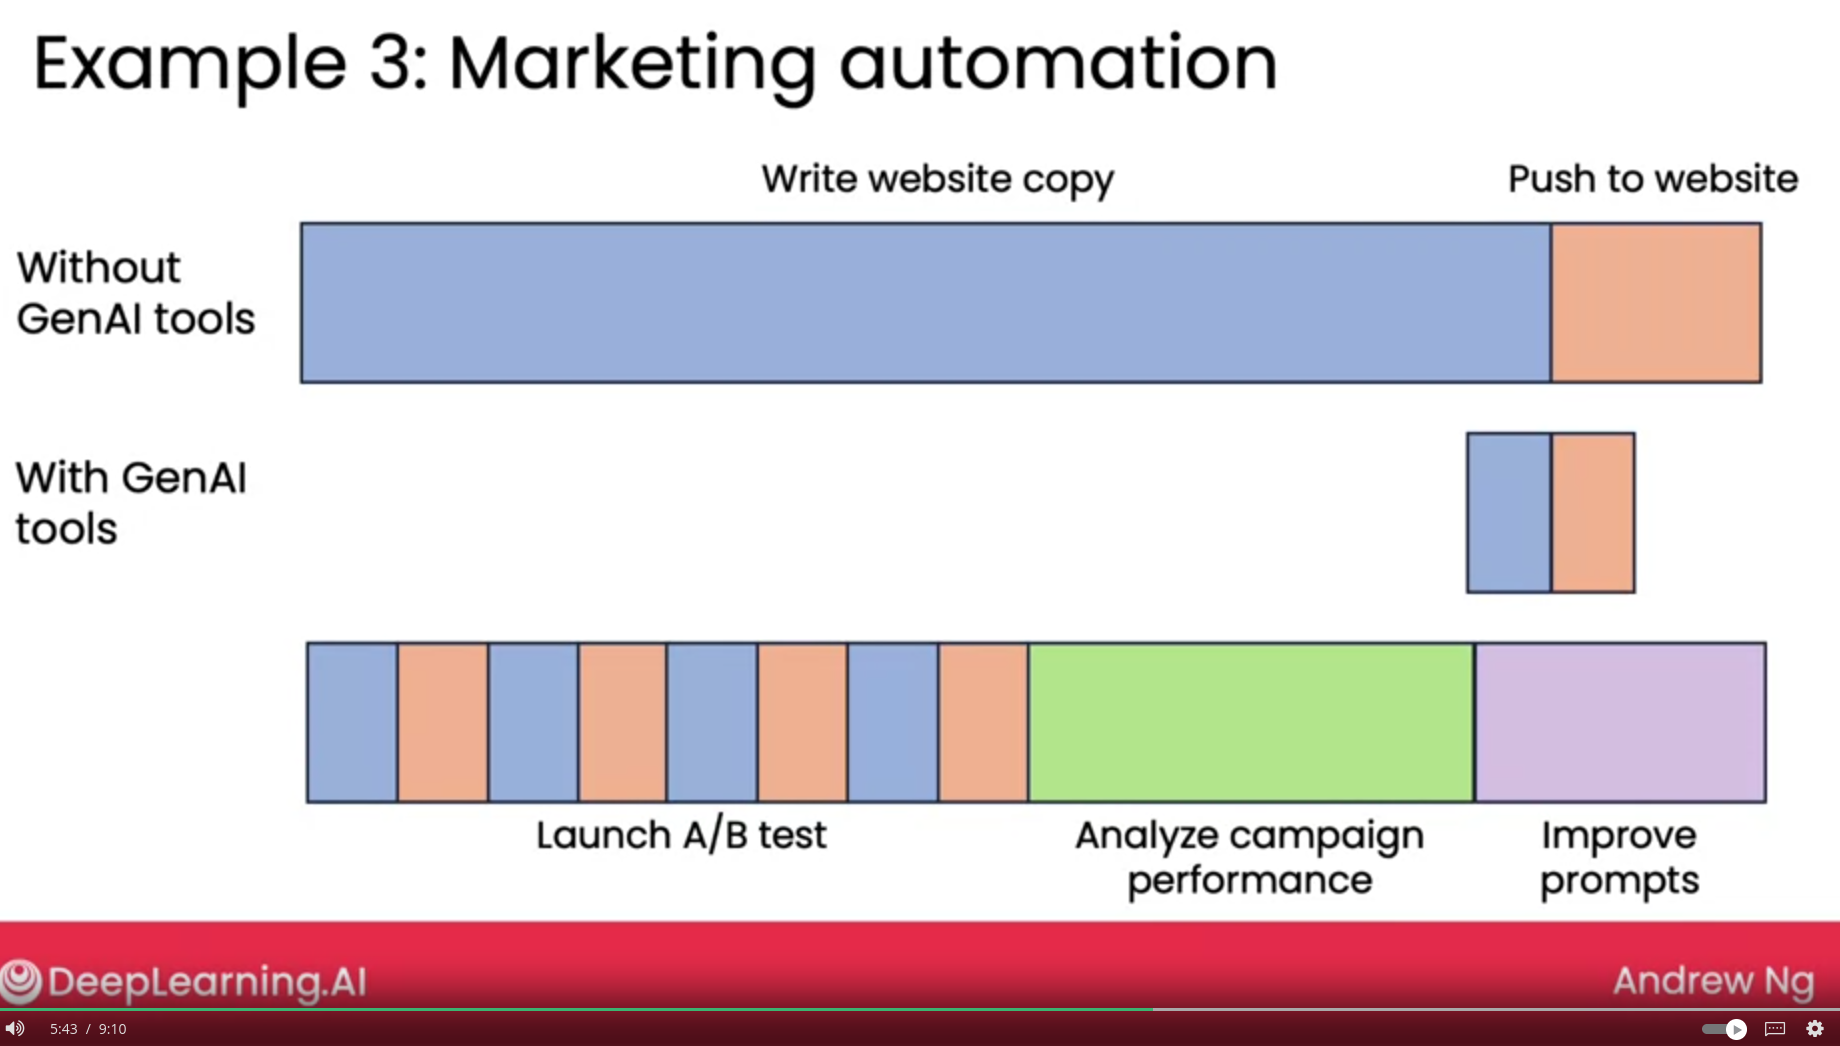 Example 3: Marketing automation
Write website copy
Push to website
Without
GenAI tools
With GenAI
tools
Launch A/B test
Analyze campaign
performance
Improve
prompts
DeepLearning.AI
Andrew Ng
5:43 / 9:10